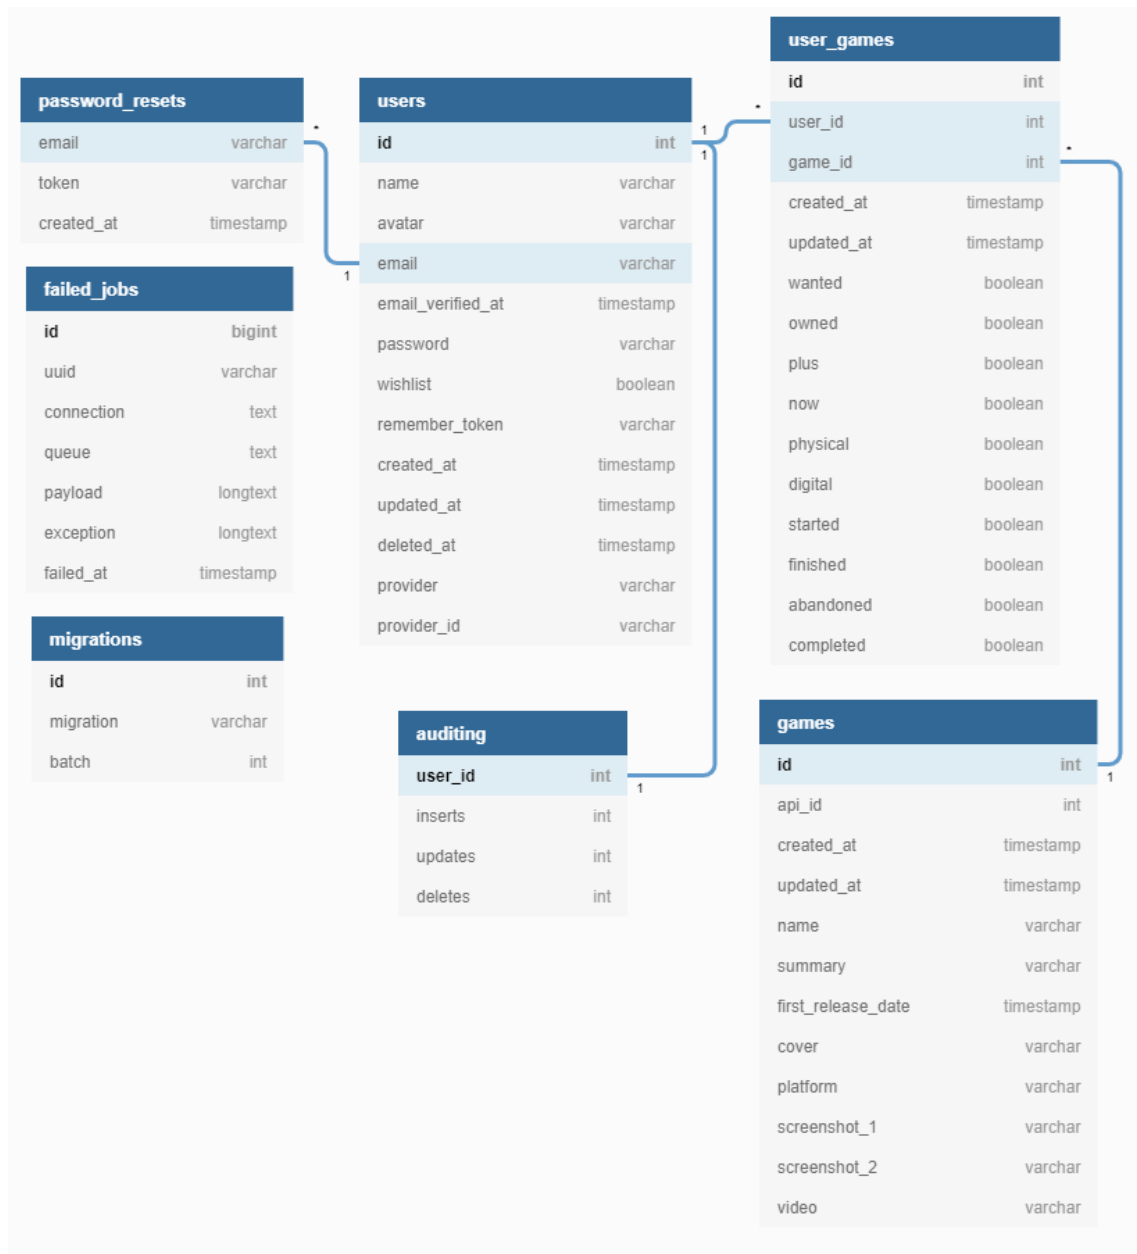 password_resets
email varchar
token varchar
created_at timestamp
*
1
failed_jobs
id bigint
uuid varchar
connection text
queue text
payload longtext
exception longtext
failed_at timestamp
migrations
id int
migration varchar
batch int
users
id int
name varchar
avatar varchar
email varchar
email_verified_at timestamp
password varchar
wishlist boolean
remember_token varchar
created_at timestamp
updated_at timestamp
deleted_at timestamp
provider varchar
provider_id varchar
1
1
*
auditing
user_id int
inserts int
updates int
deletes int
1
user_games
id int
user_id int
game_id int
created_at timestamp
updated_at timestamp
wanted boolean
owned boolean
plus boolean
now boolean
physical boolean
digital boolean
started boolean
finished boolean
abandoned boolean
completed boolean
*
games
id int
api_id int
created_at timestamp
updated_at timestamp
name varchar
summary varchar
first_release_date timestamp
cover varchar
platform varchar
screenshot_1 varchar
screenshot_2 varchar
video varchar
1